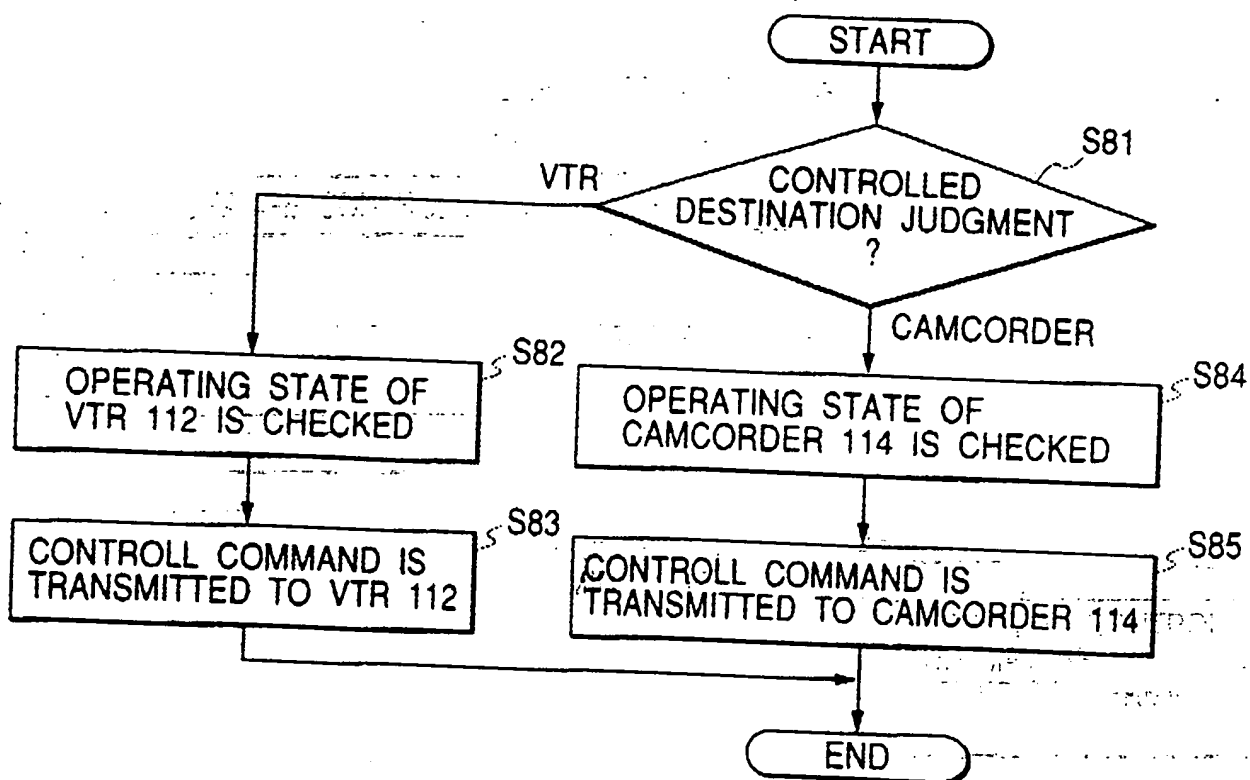 START
S81
VTR
CONTROLLED
DESTINATION JUDGMENT
?
CAMCORDER
S82
OPERATING STATE OF
VTR 112 IS CHECKED
S84
OPERATING STATE OF
CAMCORDER 114 IS CHECKED
S83
CONTROLL COMMAND IS
TRANSMITTED TO VTR 112
S85
CONTROLL COMMAND IS
TRANSMITTED TO CAMCORDER 114
END